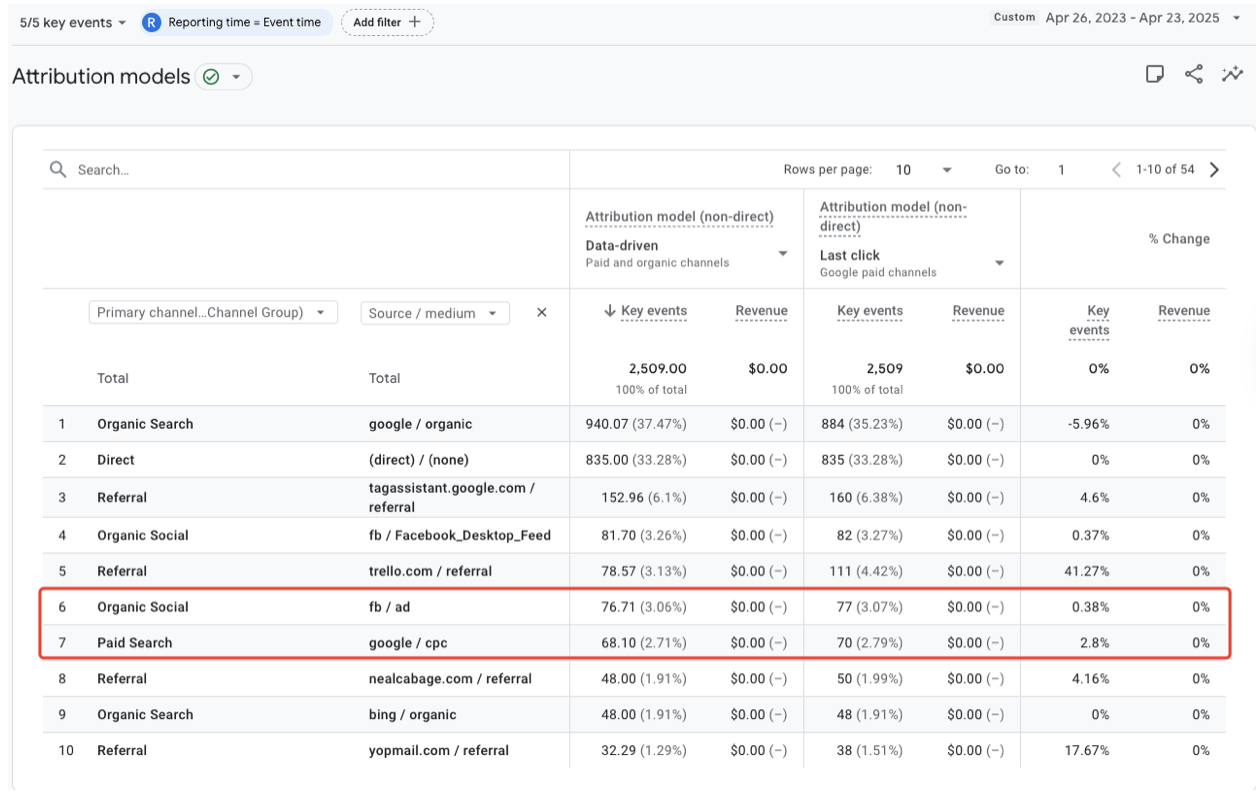 5/5 key events
R Reporting time = Event time
Add filter +
Custom Apr 26, 2023 - Apr 23, 2025
Attribution models
Search...
Rows per page: 10 Go to: 1 1-10 of 54
Attribution model (non-direct)
Data-driven
Paid and organic channels
Attribution model (non-
direct)
Last click
Google paid channels
% Change
Primary channel...Channel Group) Source / medium ×
Key events Revenue Key events Revenue Key
events Revenue
Total Total 2,509.00 $0.00 2,509 $0.00 0% 0%
100% of total 100% of total
1 Organic Search google / organic 940.07 (37.47%) $0.00 (–) 884 (35.23%) $0.00 (–) -5.96% 0%
2 Direct (direct) / (none) 835.00 (33.28%) $0.00 (–) 835 (33.28%) $0.00 (–) 0% 0%
3 Referral tagassistant.google.com /
referral 152.96 (6.1%) $0.00 (–) 160 (6.38%) $0.00 (–) 4.6% 0%
4 Organic Social fb / Facebook_Desktop_Feed 81.70 (3.26%) $0.00 (–) 82 (3.27%) $0.00 (–) 0.37% 0%
5 Referral trello.com / referral 78.57 (3.13%) $0.00 (–) 111 (4.42%) $0.00 (–) 41.27% 0%
6 Organic Social fb / ad 76.71 (3.06%) $0.00 (–) 77 (3.07%) $0.00 (–) 0.38% 0%
7 Paid Search google / cpc 68.10 (2.71%) $0.00 (–) 70 (2.79%) $0.00 (–) 2.8% 0%
8 Referral nealcabage.com / referral 48.00 (1.91%) $0.00 (–) 50 (1.99%) $0.00 (–) 4.16% 0%
9 Organic Search bing / organic 48.00 (1.91%) $0.00 (–) 48 (1.91%) $0.00 (–) 0% 0%
10 Referral yopmail.com / referral 32.29 (1.29%) $0.00 (–) 38 (1.51%) $0.00 (–) 17.67% 0%